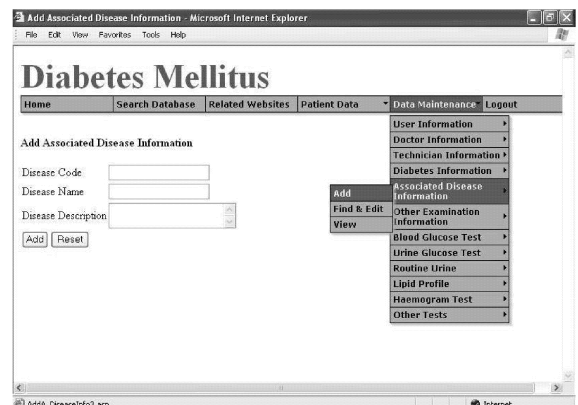 Add Associated Disease Information - Microsoft Internet Explorer
File Edit View Favorites Tools Help
Diabetes Mellitus
Home Search Database Related Websites Patient Data Data Maintenance Logout
User Information
Doctor Information
Technician Information
Diabetes Information
Associated Disease
Information
Other Examination
Information
Blood Glucose Test
Urine Glucose Test
Routine Urine
Lipid Profile
Haemogram Test
Other Tests
Add
Find & Edit
View
Add Associated Disease Information
Disease Code
Disease Name
Disease Description
Add Reset
AddA_DiseaseInfo2.asp Internet